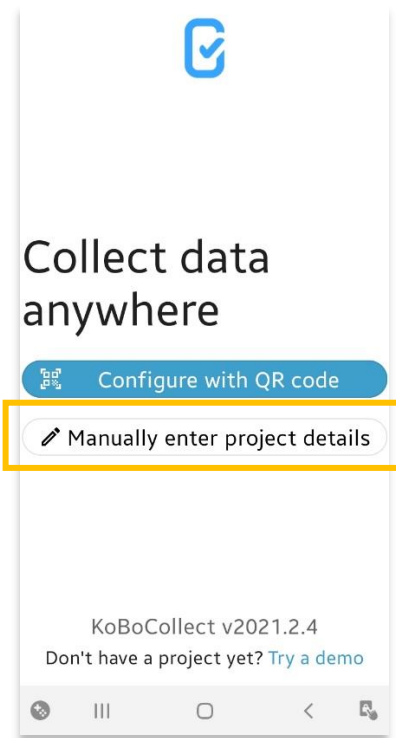 Collect data
anywhere
Configure with QR code
Manually enter project details
KoBoCollect v2021.2.4
Don't have a project yet? Try a demo